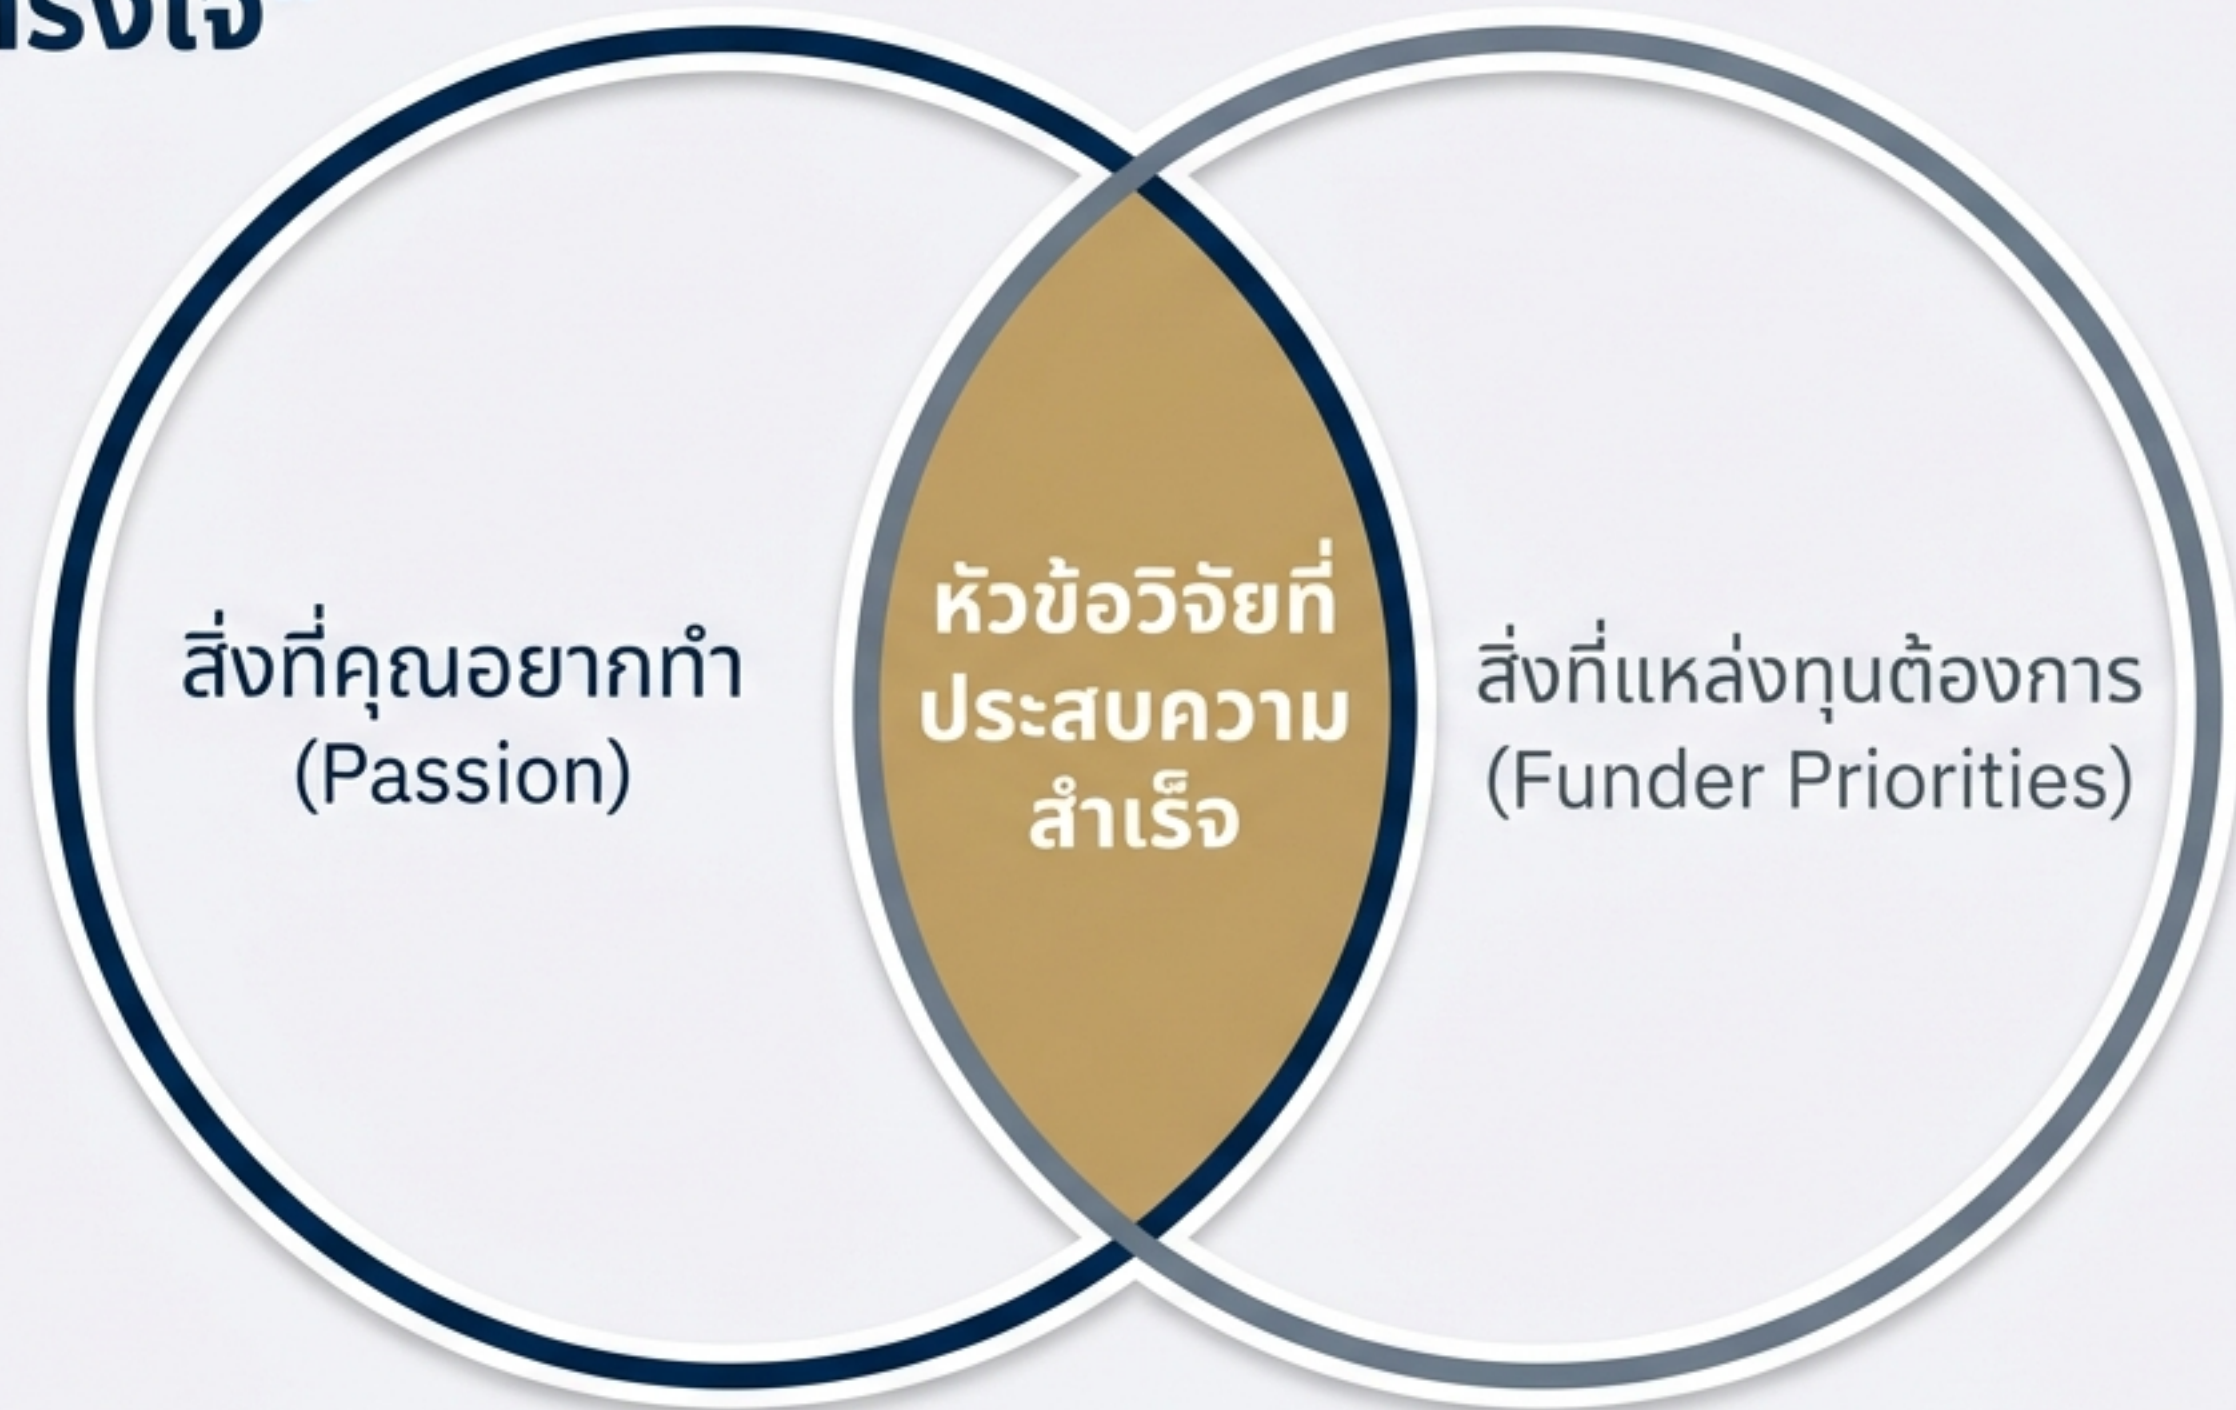 สิ่งที่คุณอยากทำ
(Passion)
หัวข้อวิจัยที่
ประสบความ
สำเร็จ
สิ่งที่แหล่งทุนต้องการ
(Funder Priorities)